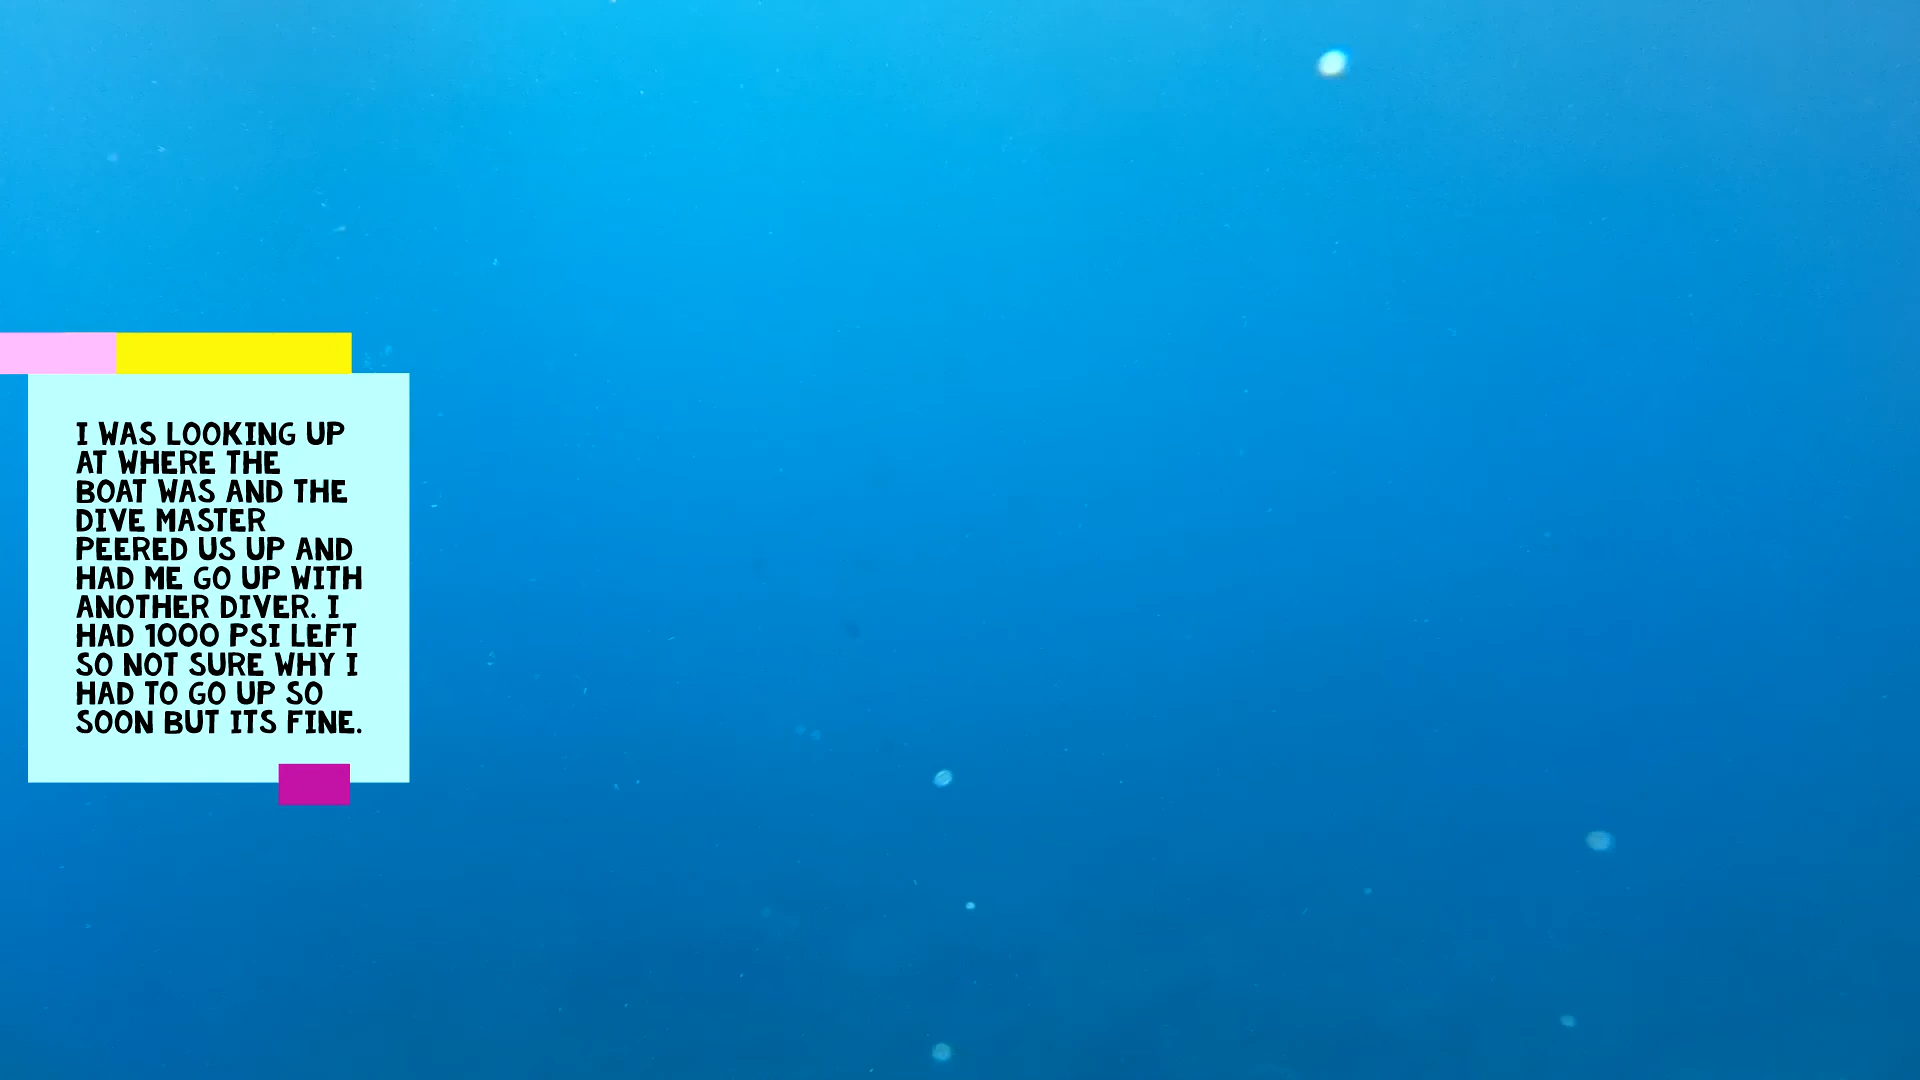 I WAS LOOKING UP
AT WHERE THE
BOAT WAS AND THE
DIVE MASTER
PEERED US UP AND
HAD ME GO UP WITH
ANOTHER DIVER. I
HAD 1000 PSI LEFT
SO NOT SURE WHY I
HAD TO GO UP SO
SOON BUT ITS FINE.